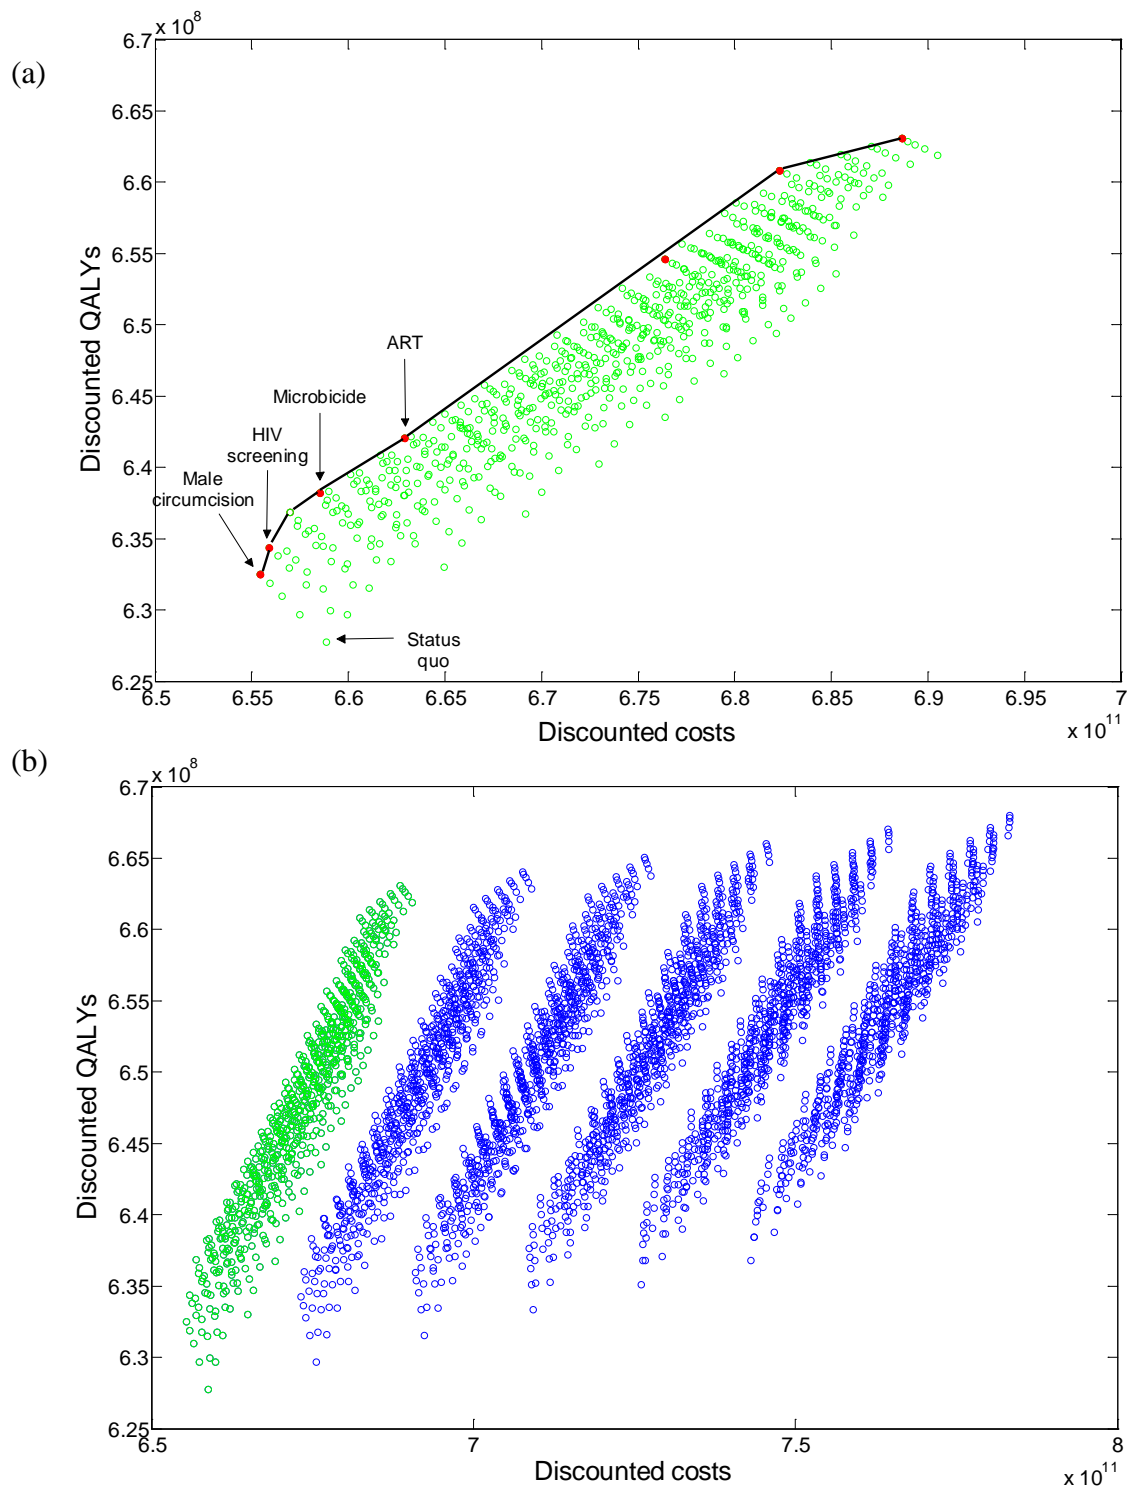 (a)
x 10^8
6.7
6.65
6.6
6.55
6.5
6.45
6.4
6.35
6.3
6.25
Discounted QALYs
ART
Microbicide
HIV
screening
Male
circumcision
Status
quo
6.5
6.55
6.6
6.65
6.7
6.75
6.8
6.85
6.9
6.95
7
Discounted costs
x 10^11
(b)
x 10^8
6.7
6.65
6.6
6.55
6.5
6.45
6.4
6.35
6.3
6.25
Discounted QALYs
6.5
7
7.5
8
Discounted costs
x 10^11